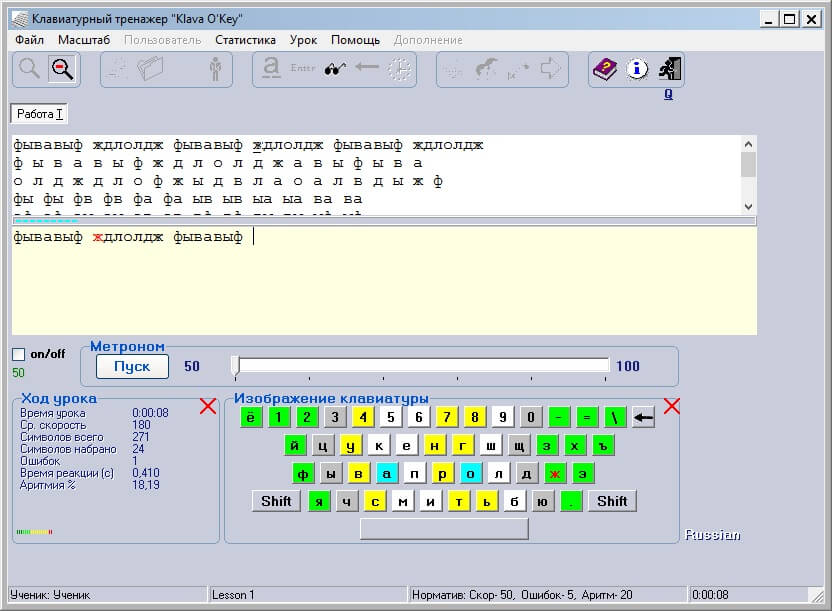 Клавиатурный тренажер "Klava O'Key"
Файл Масштаб Пользователь Статистика Урок Помощь Дополнение
a Enter
Q
Работа T
фывавыф ждлолдж фывавыф ждлолдж фывавыф ждлолдж
ф ы в а в ы ф ж д л о л д ж а в ы ф ы в а
о л д ж д л о ф ж ы д в л а о а л в д ы ж ф
фы фы фв фв фа фа ыв ыв ыа ыа ва ва
фывавыф ждлолдж фывавыф
on/off
50
Метроном
Пуск 50 100
Ход урока
Время урока 0:00:08
Ср. скорость 180
Символов всего 271
Символов набрано 24
Ошибок 1
Время реакции (с) 0,410
Аритмия % 18,19
Изображение клавиатуры
ё 1 2 3 4 5 6 7 8 9 0 - = \
й ц у к е н г ш щ з х ъ
ф ы в а п р о л д ж э
Shift я ч с м и т ь б ю . Shift
Russian
Ученик: Ученик Lesson 1 Норматив: Скор- 50, Ошибок- 5, Аритм- 20 0:00:08